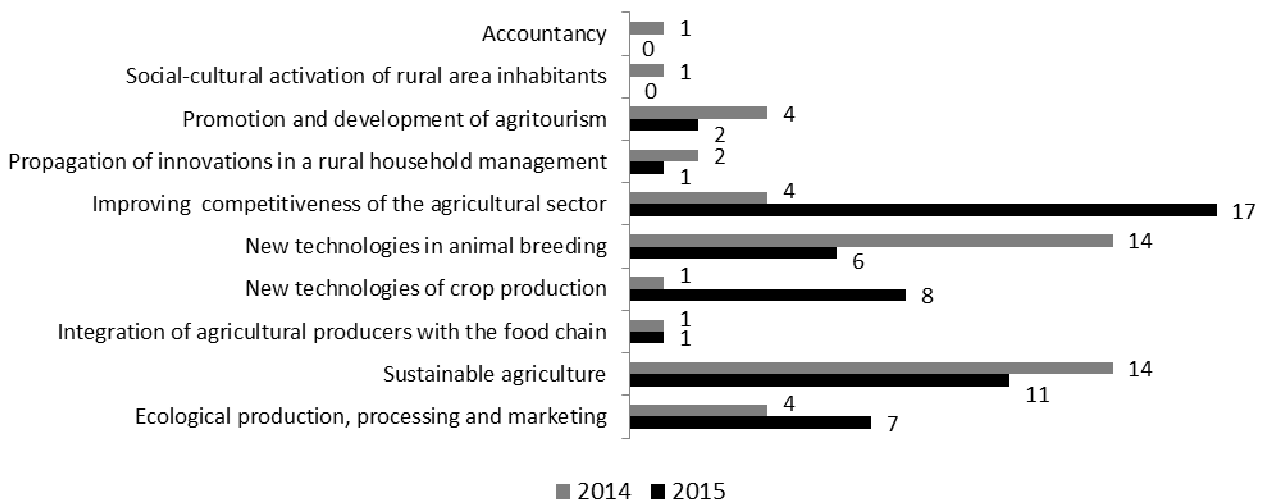 Accountancy 1
0
Social-cultural activation of rural area inhabitants 1
0
Promotion and development of agritourism 4
2
Propagation of innovations in a rural household management 2
1
Improving competitiveness of the agricultural sector 4
17
New technologies in animal breeding 14
6
New technologies of crop production 1
8
Integration of agricultural producers with the food chain 1
1
Sustainable agriculture 14
11
Ecological production, processing and marketing 4
7
2014 2015